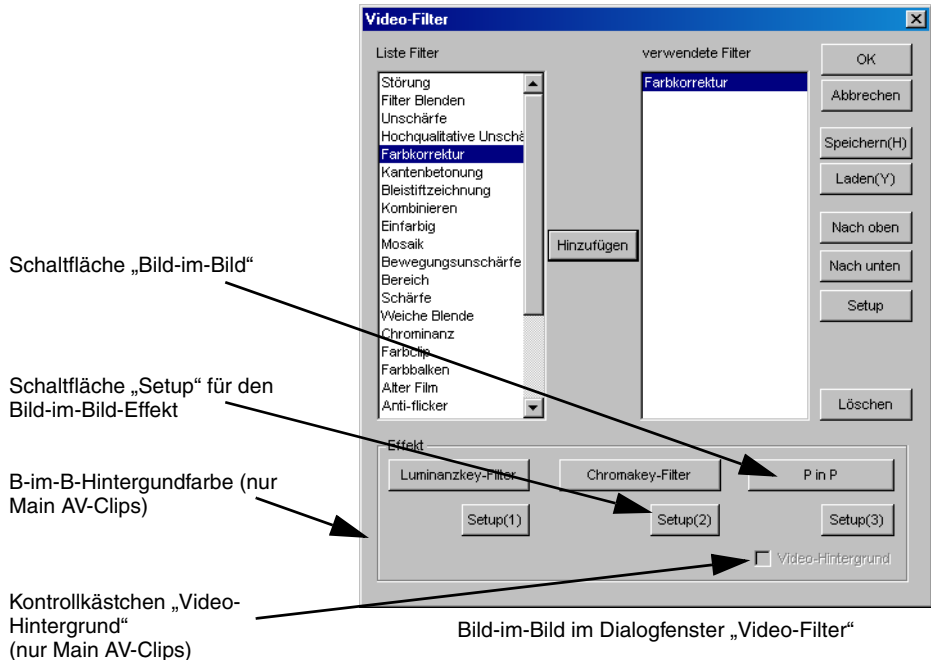 Video-Filter
Liste Filter
verwendete Filter
Störung
Filter Blenden
Unschärfe
Hochqualitative Unschä
Farbkorrektur
Kantenbetonung
Bleistiftzeichnung
Kombinieren
Einfarbig
Mosaik
Bewegungsunschärfe
Bereich
Schärfe
Weiche Blende
Chrominanz
Farbclip
Farbbalken
Alter Film
Anti-flicker
Hinzufügen
Farbkorrektur
OK
Abbrechen
Speichern(H)
Laden(Y)
Nach oben
Nach unten
Setup
Löschen
Effekt
Luminanzkey-Filter
Chromakey-Filter
P in P
Setup(1)
Setup(2)
Setup(3)
Video-Hintergrund
Schaltfläche „Bild-im-Bild“
Schaltfläche „Setup“ für den
Bild-im-Bild-Effekt
B-im-B-Hintergundfarbe (nur
Main AV-Clips)
Kontrollkästchen „Video-
Hintergrund“
(nur Main AV-Clips)
Bild-im-Bild im Dialogfenster „Video-Filter“